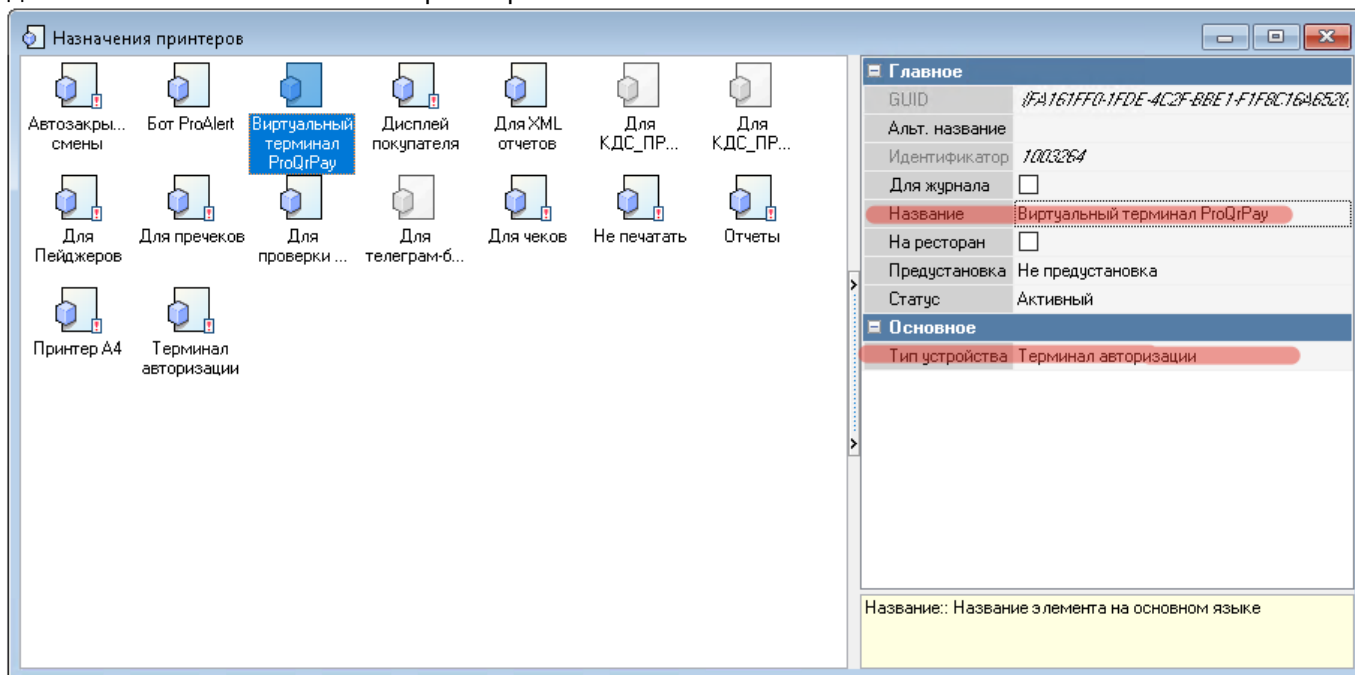 Назначения принтеров
Автозакры... смены
Бот ProAlert
Виртуальный терминал ProQrPay
Дисплей покупателя
Для XML отчетов
Для КДС_ПР...
Для КДС_ПР...
Для Пейджеров
Для пречеков
Для проверки ...
Для телеграм-б...
Для чеков
Не печатать
Отчеты
Принтер A4
Терминал авторизации
Главное
GUID {FA161FF0-1FDE-4C2F-BBE1-F1F8C16A6520,
Альт. название
Идентификатор 1003264
Для журнала
Название Виртуальный терминал ProQrPay
На ресторан
Предустановка Не предустановка
Статус Активный
Основное
Тип устройства Терминал авторизации
Название:: Название элемента на основном языке